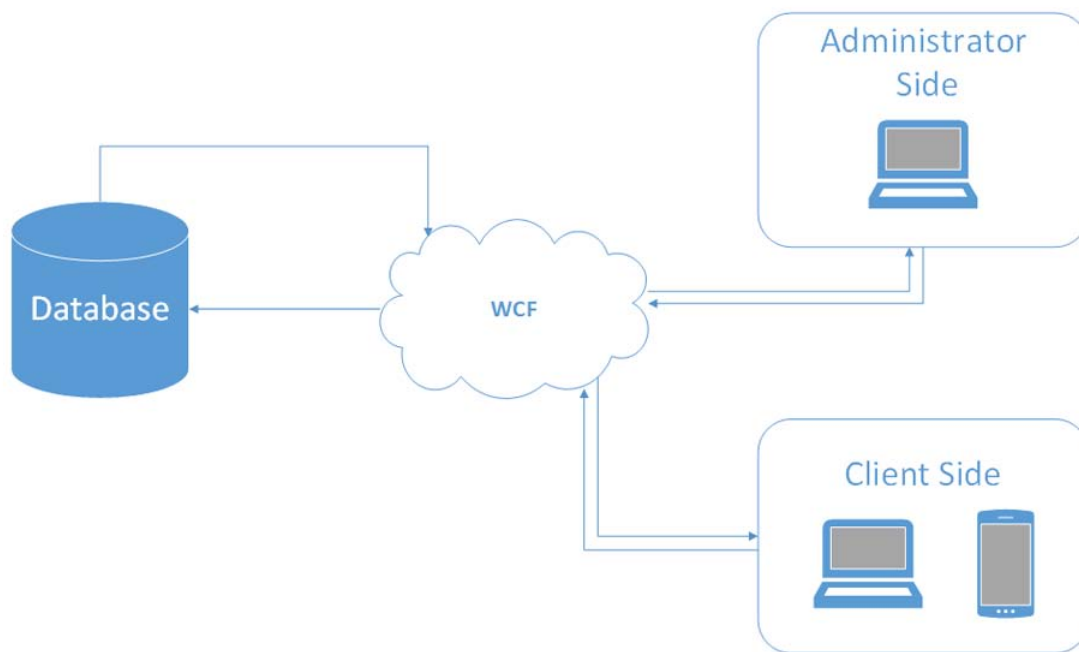 Administrator
Side
Database
WCF
Client Side